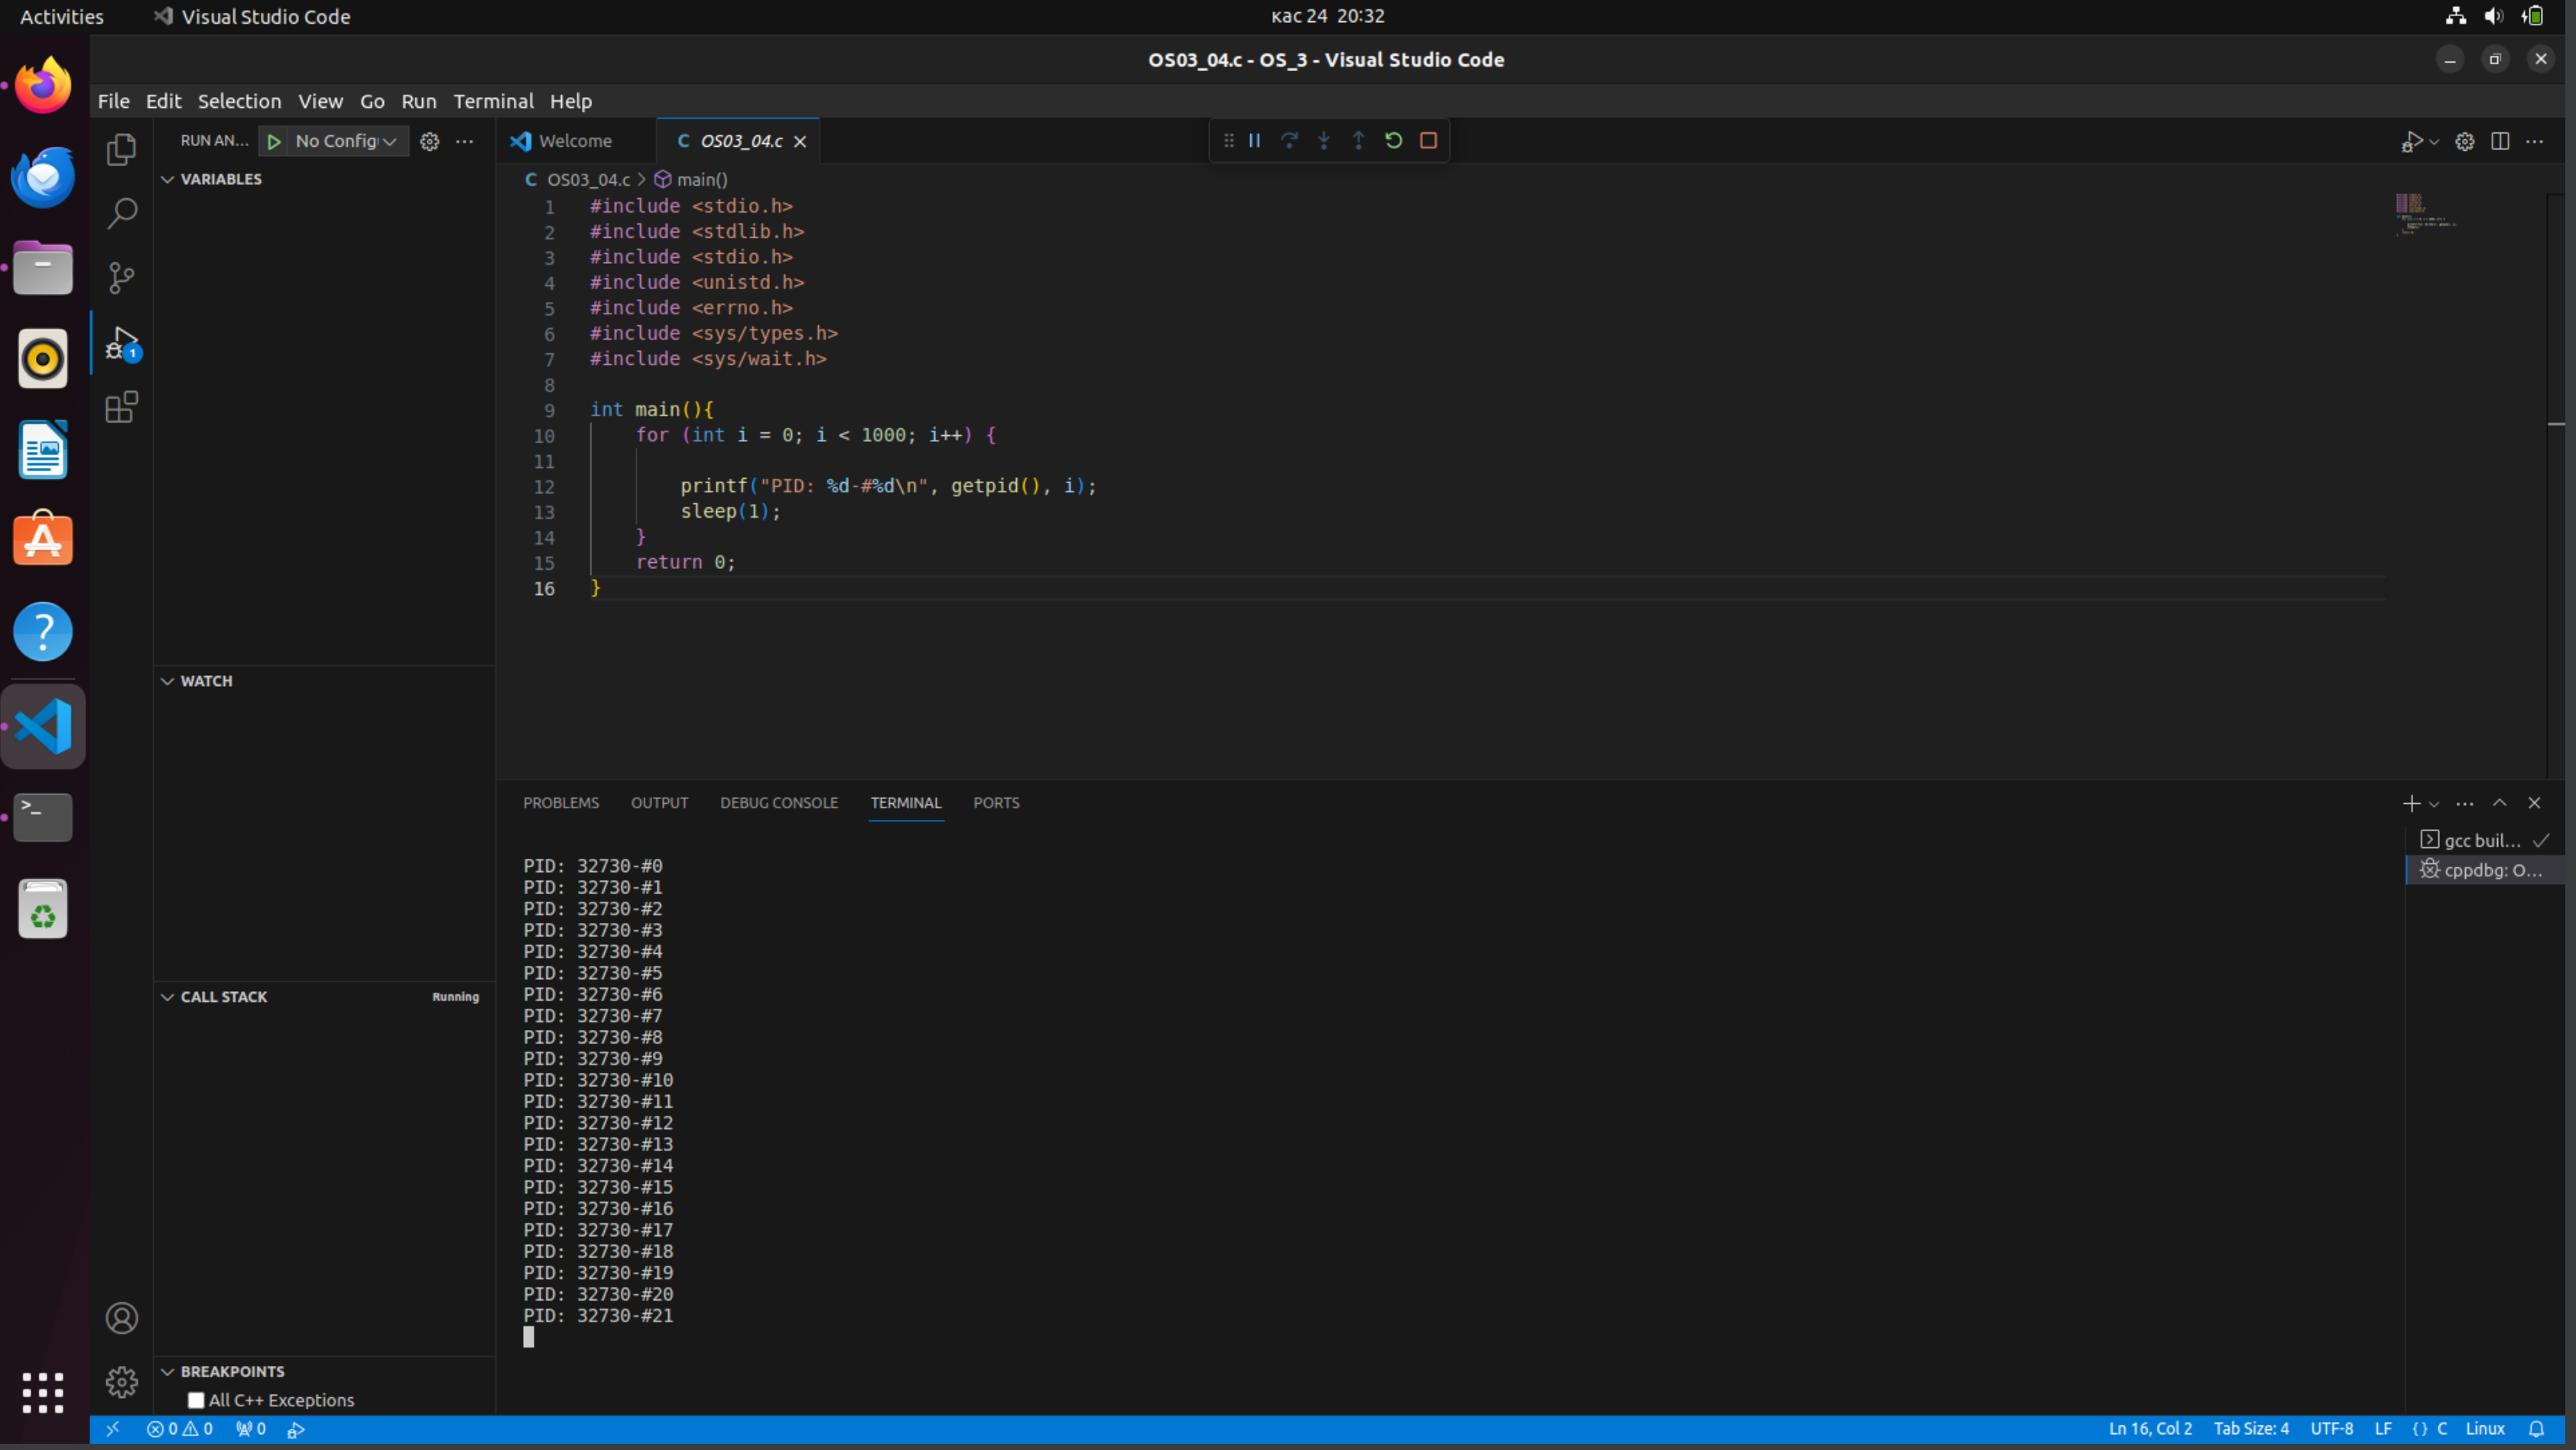 Activities Visual Studio Code кас 24 20:32
OS03_04.c - OS_3 - Visual Studio Code
File Edit Selection View Go Run Terminal Help
RUN AN... No Config
VARIABLES
WATCH
CALL STACK Running
BREAKPOINTS
All C++ Exceptions
Welcome OS03_04.c
OS03_04.c > main()
1 #include <stdio.h>
2 #include <stdlib.h>
3 #include <stdio.h>
4 #include <unistd.h>
5 #include <errno.h>
6 #include <sys/types.h>
7 #include <sys/wait.h>
8
9 int main(){
10 for (int i = 0; i < 1000; i++) {
11
12 printf("PID: %d-#%d\n", getpid(), i);
13 sleep(1);
14 }
15 return 0;
16 }
PROBLEMS OUTPUT DEBUG CONSOLE TERMINAL PORTS
PID: 32730-#0
PID: 32730-#1
PID: 32730-#2
PID: 32730-#3
PID: 32730-#4
PID: 32730-#5
PID: 32730-#6
PID: 32730-#7
PID: 32730-#8
PID: 32730-#9
PID: 32730-#10
PID: 32730-#11
PID: 32730-#12
PID: 32730-#13
PID: 32730-#14
PID: 32730-#15
PID: 32730-#16
PID: 32730-#17
PID: 32730-#18
PID: 32730-#19
PID: 32730-#20
PID: 32730-#21
gcc buil...
cppdbg: O...
0 0 0 Ln 16, Col 2 Tab Size: 4 UTF-8 LF {} C Linux